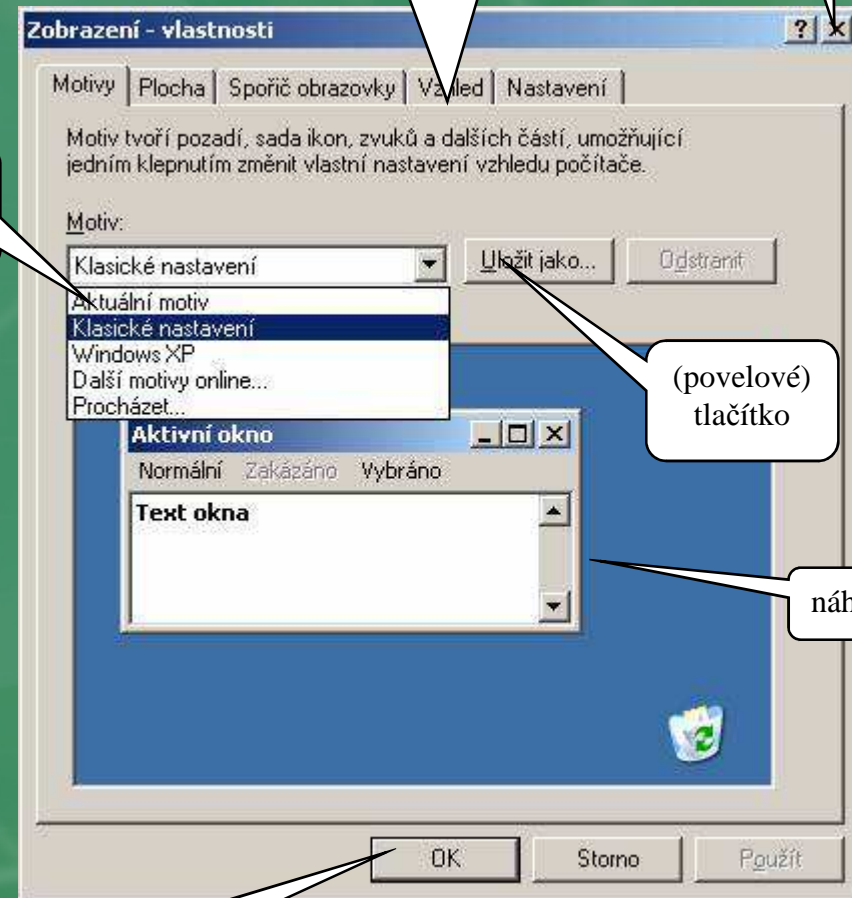 Zobrazení - vlastnosti
Motivy Plocha Spořič obrazovky Vzhled Nastavení
Motiv tvoří pozadí, sada ikon, zvuků a dalších částí, umožňující
jedním klepnutím změnit vlastní nastavení vzhledu počítače.
Motiv:
Klasické nastavení Uložit jako... Odstranit
Aktuální motiv
Klasické nastavení
Windows XP
Další motivy online...
Procházet...
(povelové)
tlačítko
Aktivní okno
Normální Zakázáno Vybráno
Text okna
OK Storno Použít